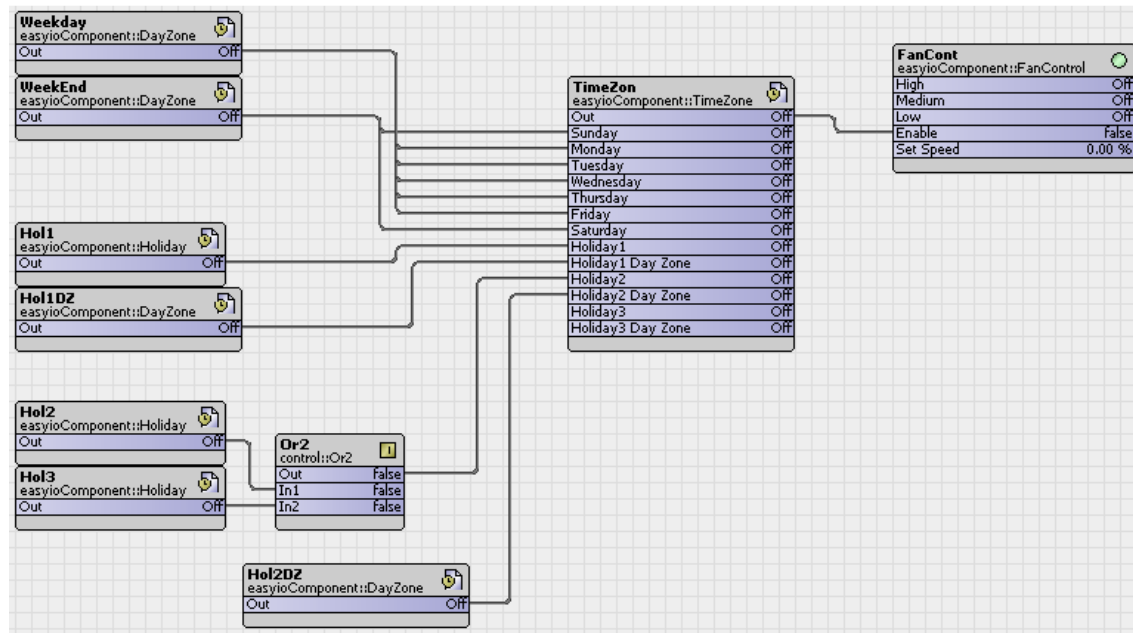 Weekday
easyioComponent::DayZone
Out Off
WeekEnd
easyioComponent::DayZone
Out Off
Hol1
easyioComponent::Holiday
Out Off
Hol1DZ
easyioComponent::DayZone
Out Off
Hol2
easyioComponent::Holiday
Out Off
Hol3
easyioComponent::Holiday
Out Off
Or2
control::Or2
Out false
In1 false
In2 false
Hol2DZ
easyioComponent::DayZone
Out Off
TimeZon
easyioComponent::TimeZone
Out Off
Sunday Off
Monday Off
Tuesday Off
Wednesday Off
Thursday Off
Friday Off
Saturday Off
Holiday1 Off
Holiday1 Day Zone Off
Holiday2 Off
Holiday2 Day Zone Off
Holiday3 Off
Holiday3 Day Zone Off
FanCont
easyioComponent::FanControl
High Off
Medium Off
Low Off
Enable false
Set Speed 0.00 %